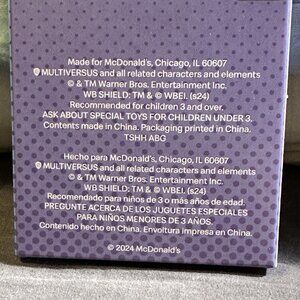 Made for McDonald's, Chicago, IL 60607
MULTIVERSUS and all related characters and elements
© & TM Warner Bros. Entertainment Inc.
WB SHIELD: TM & © WBEI. (s24)
Recommended for children 3 and over.
ASK ABOUT SPECIAL TOYS FOR CHILDREN UNDER 3.
Contents made in China. Packaging printed in China.
TSHH ABG
Hecho para McDonald's, Chicago, IL 60607
MULTIVERSUS and all related characters and elements
© & TM Warner Bros. Entertainment Inc.
WB SHIELD: TM & © WBEI. (s24)
Recomendado para niños de 3 o más años de edad.
PREGUNTE ACERCA DE LOS JUGUETES ESPECIALES
PARA NIÑOS MENORES DE 3 AÑOS.
Contenido hecho en China. Envoltura impresa en China.
© 2024 McDonald's